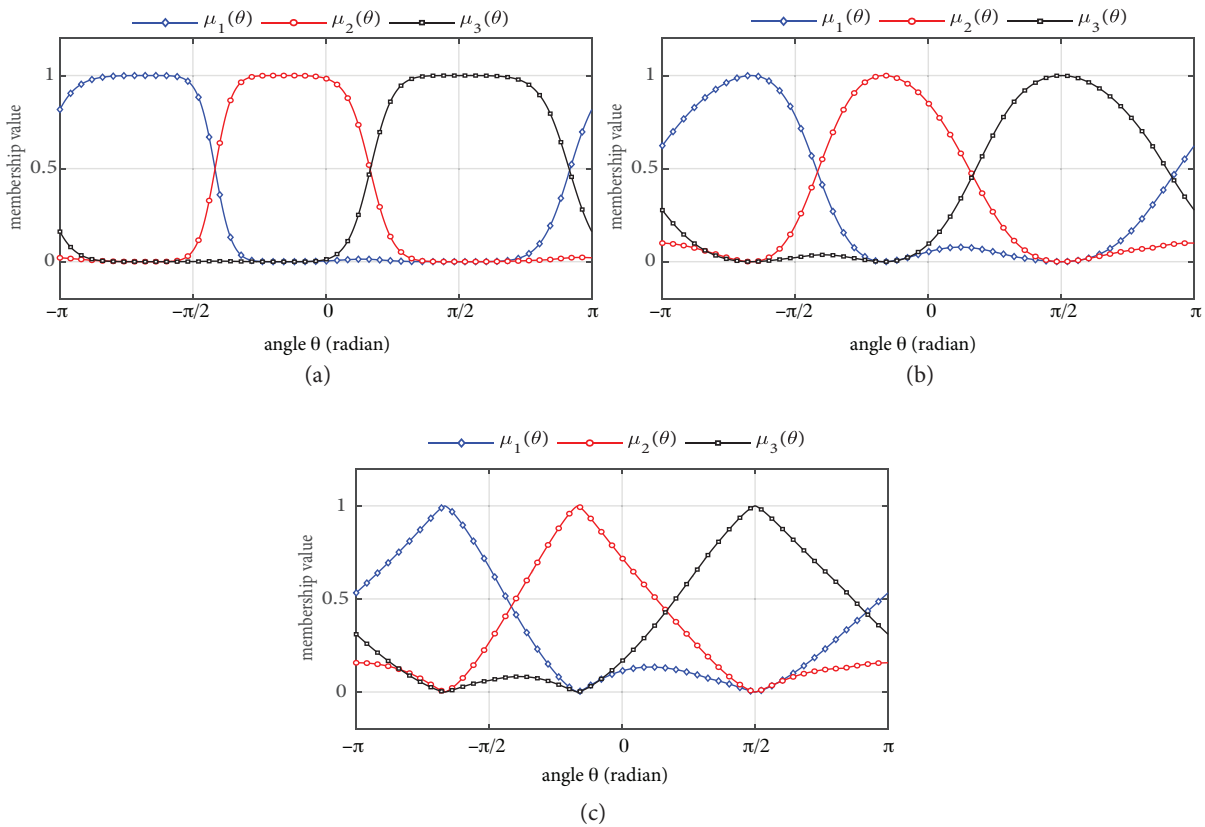 μ₁(θ) μ₂(θ) μ₃(θ)
membership value
1
0.5
0
−π −π/2 0 π/2 π
angle θ (radian)
(a)
μ₁(θ) μ₂(θ) μ₃(θ)
membership value
1
0.5
0
−π −π/2 0 π/2 π
angle θ (radian)
(b)
μ₁(θ) μ₂(θ) μ₃(θ)
membership value
1
0.5
0
−π −π/2 0 π/2 π
angle θ (radian)
(c)